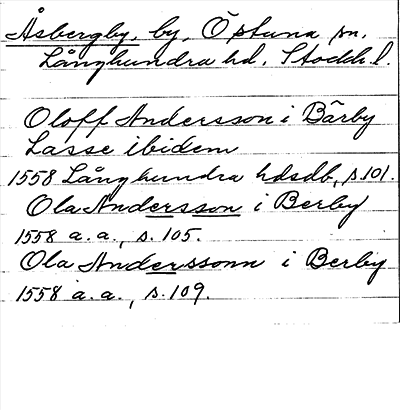 Åsbergby, by, Östuna sn.
Långhundra hd. Stockh. l.
Oloff Andersson i Bärby
Lasse ibidem
1558 Långhundra hdsdb, s. 101.
Ola Andersson i Berby
1558 a. a., s. 105.
Ola Anderssonn i Berby
1558 a. a., s. 109.